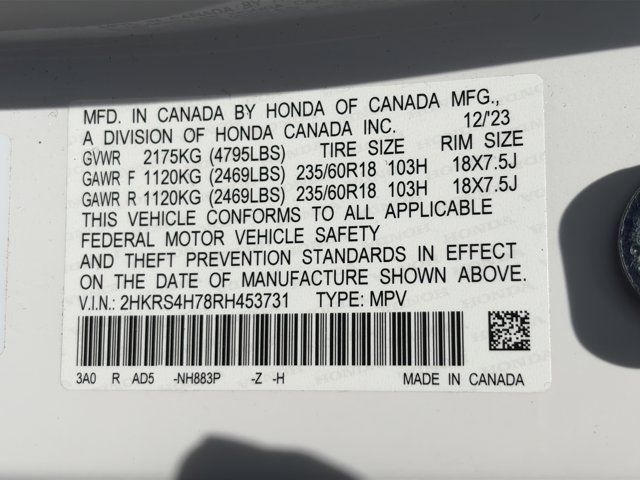 MFD. IN CANADA BY HONDA OF CANADA MFG.,
A DIVISION OF HONDA CANADA INC. 12/'23
GVWR 2175KG (4795LBS) TIRE SIZE RIM SIZE
GAWR F 1120KG (2469LBS) 235/60R18 103H 18X7.5J
GAWR R 1120KG (2469LBS) 235/60R18 103H 18X7.5J
THIS VEHICLE CONFORMS TO ALL APPLICABLE
FEDERAL MOTOR VEHICLE SAFETY
AND THEFT PREVENTION STANDARDS IN EFFECT
ON THE DATE OF MANUFACTURE SHOWN ABOVE.
V.I.N.: 2HKRS4H78RH453731 TYPE: MPV
3A0 R AD5 -NH883P -Z -H MADE IN CANADA